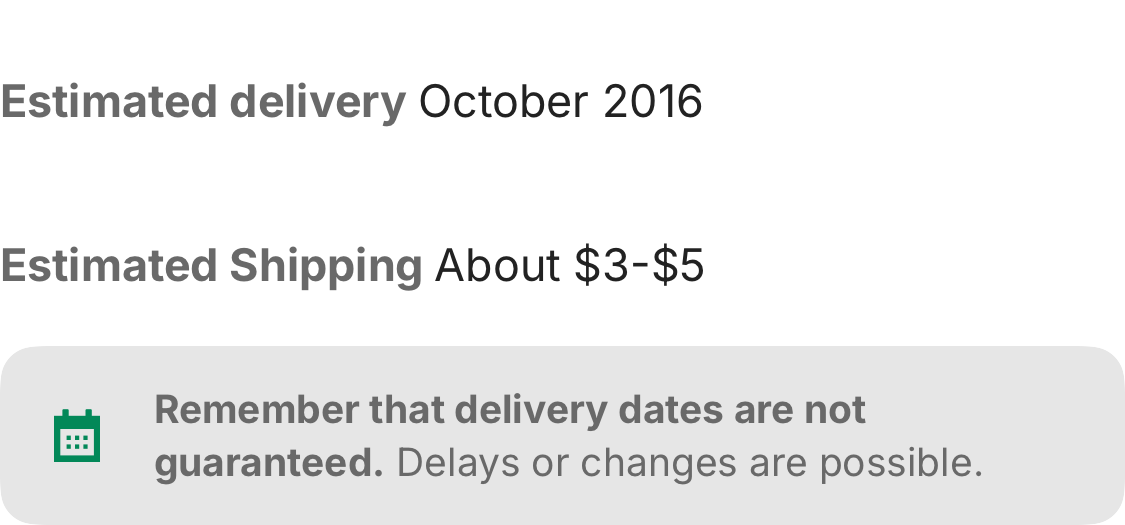 Estimated delivery October 2016
Estimated Shipping About $3-$5
Remember that delivery dates are not
guaranteed. Delays or changes are possible.